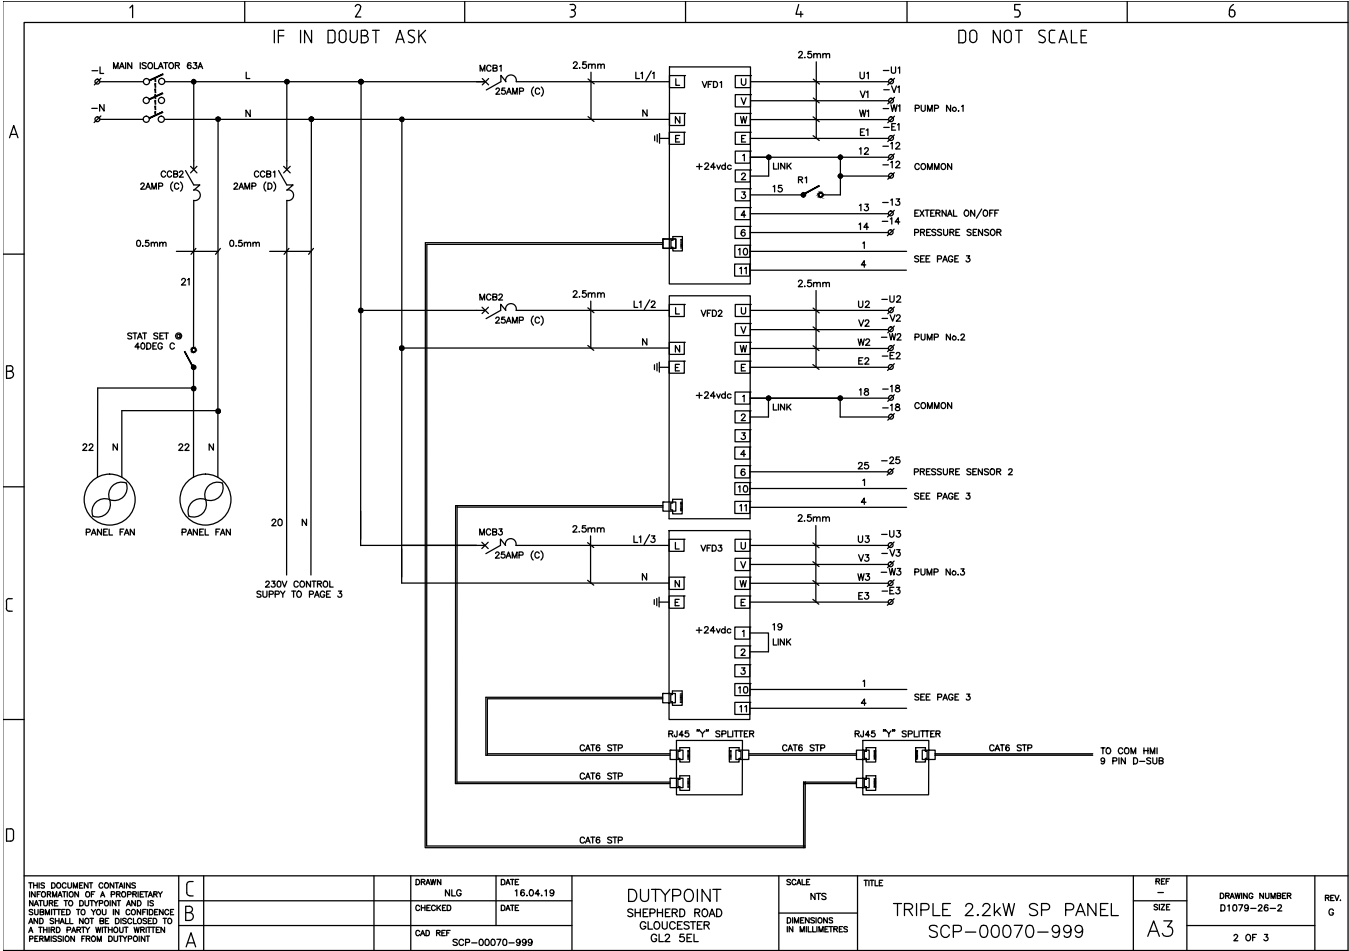 1 2 3 4 5 6
IF IN DOUBT ASK
DO NOT SCALE
A
B
C
D
-L
-N
MAIN ISOLATOR 63A
L
N
CCB2
2AMP (C)
CCB1
2AMP (D)
0.5mm
0.5mm
21
STAT SET
40DEG C
22 N
22 N
PANEL FAN
PANEL FAN
20 N
230V CONTROL
SUPPY TO PAGE 3
MCB1
25AMP (C)
2.5mm
L1/1
N
L
N
E
VFD1
+24vdc
U
V
W
E
1
2
3
4
6
10
11
2.5mm
U1 -U1
V1 -V1
W1 -W1
E1 -E1
PUMP No.1
12 -12
-12
COMMON
LINK
R1
15
13 -13
EXTERNAL ON/OFF
14 -14
PRESSURE SENSOR
1
4
SEE PAGE 3
MCB2
25AMP (C)
2.5mm
L1/2
N
L
N
E
VFD2
+24vdc
U
V
W
E
1
2
3
4
6
10
11
2.5mm
U2 -U2
V2 -V2
W2 -W2
E2 -E2
PUMP No.2
18 -18
-18
COMMON
LINK
25 -25
PRESSURE SENSOR 2
1
4
SEE PAGE 3
MCB3
25AMP (C)
2.5mm
L1/3
N
L
N
E
VFD3
+24vdc
U
V
W
E
1
2
3
10
11
2.5mm
U3 -U3
V3 -V3
W3 -W3
E3 -E3
PUMP No.3
19
LINK
1
4
SEE PAGE 3
RJ45 "Y" SPLITTER
RJ45 "Y" SPLITTER
CAT6 STP
CAT6 STP
CAT6 STP
TO COM HMI
9 PIN D-SUB
CAT6 STP
CAT6 STP
THIS DOCUMENT CONTAINS
INFORMATION OF A PROPRIETARY
NATURE TO DUTYPOINT AND IS
SUBMITTED TO YOU IN CONFIDENCE
AND SHALL NOT BE DISCLOSED TO
A THIRD PARTY WITHOUT WRITTEN
PERMISSION FROM DUTYPOINT
C
B
A
DRAWN
NLG
DATE
16.04.19
CHECKED
DATE
CAD REF
SCP-00070-999
DUTYPOINT
SHEPHERD ROAD
GLOUCESTER
GL2 5EL
SCALE
NTS
DIMENSIONS
IN MILLIMETRES
TITLE
TRIPLE 2.2kW SP PANEL
SCP-00070-999
REF
-
SIZE
A3
DRAWING NUMBER
D1079-26-2
2 OF 3
REV.
G